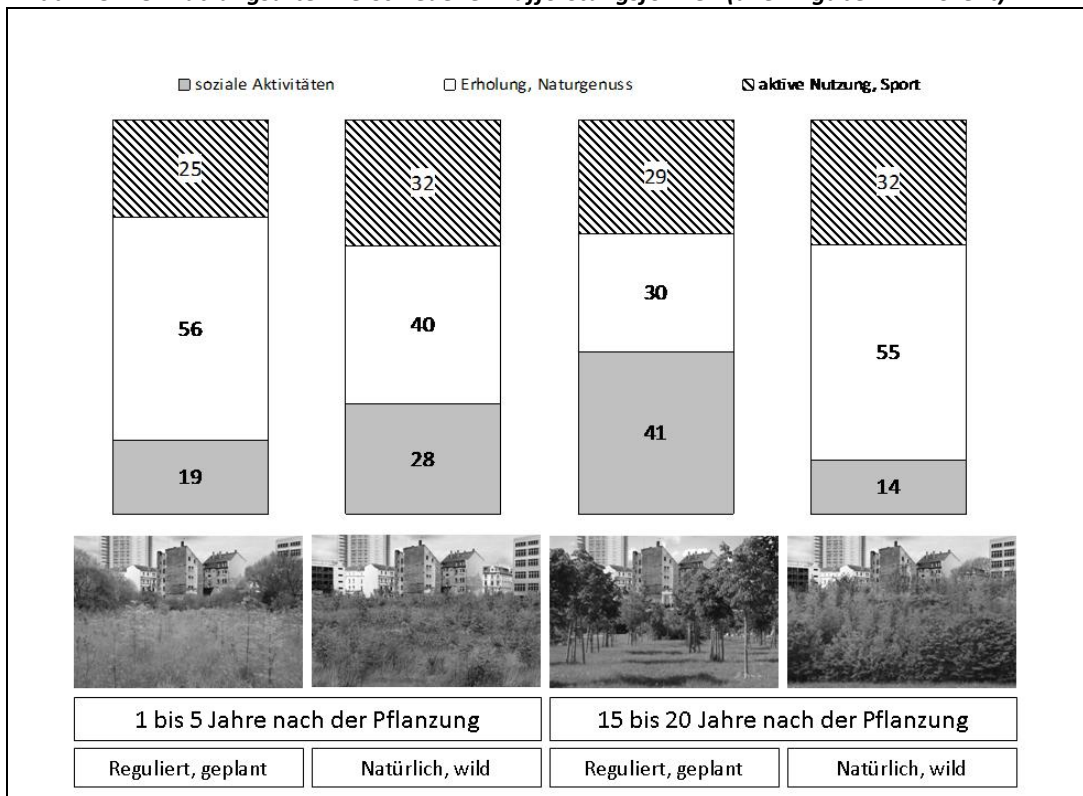 soziale Aktivitäten Erholung, Naturgenuss aktive Nutzung, Sport
25 32 29 32
56 40 30 55
19 28 41 14
1 bis 5 Jahre nach der Pflanzung 15 bis 20 Jahre nach der Pflanzung
Reguliert, geplant Natürlich, wild Reguliert, geplant Natürlich, wild